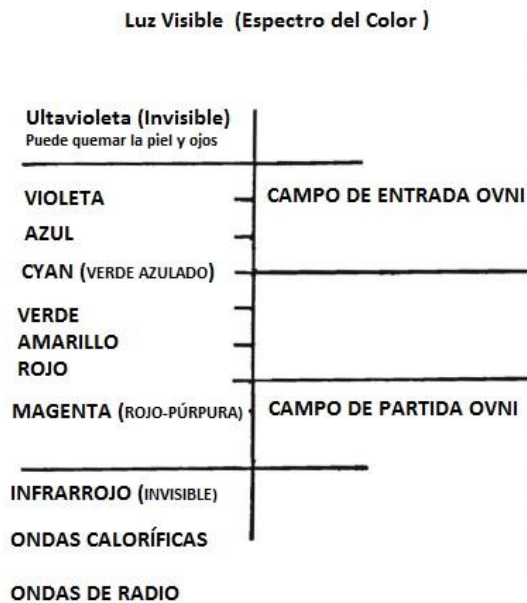 Luz Visible (Espectro del Color )
Ultavioleta (Invisible)
Puede quemar la piel y ojos
VIOLETA
CAMPO DE ENTRADA OVNI
AZUL
CYAN (VERDE AZULADO)
VERDE
AMARILLO
ROJO
MAGENTA (ROJO-PÚRPURA)
CAMPO DE PARTIDA OVNI
INFRARROJO (INVISIBLE)
ONDAS CALORÍFICAS
ONDAS DE RADIO